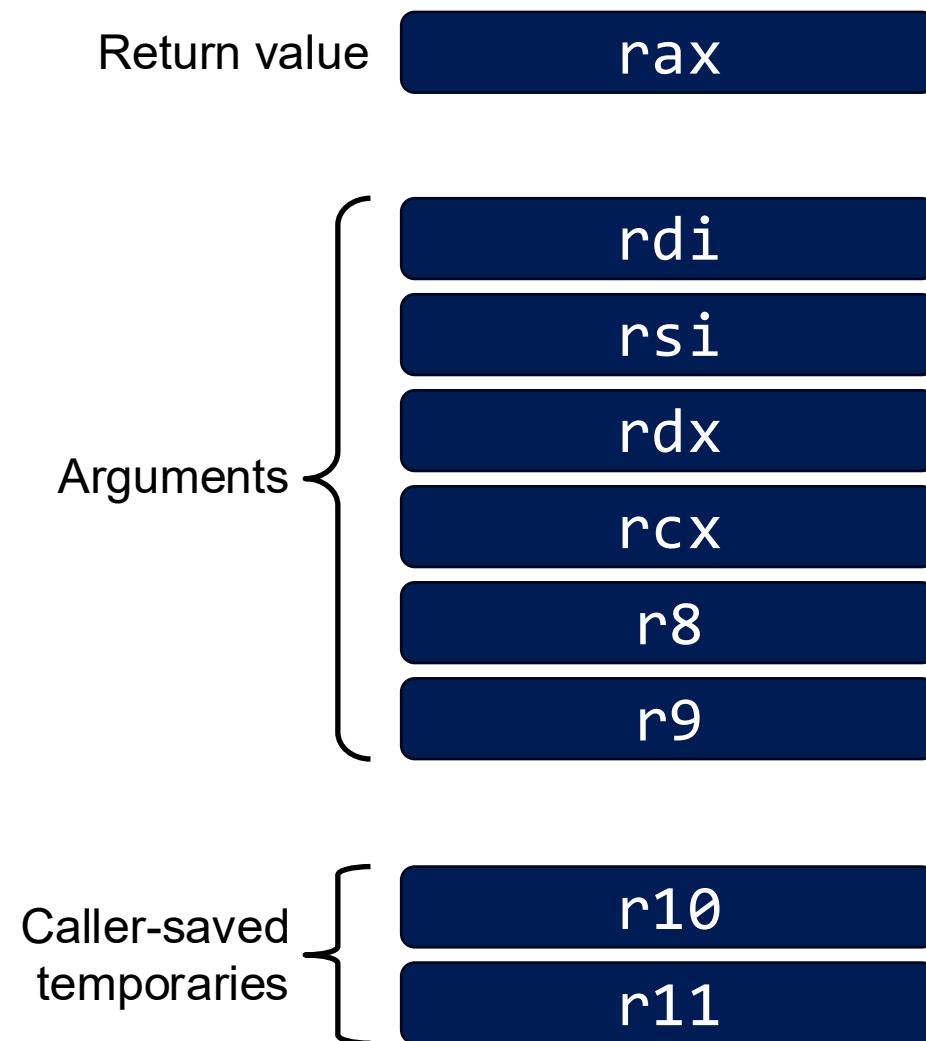 Return value
rax
Arguments
rdi
rsi
rdx
rcx
r8
r9
Caller-saved
temporaries
r10
r11